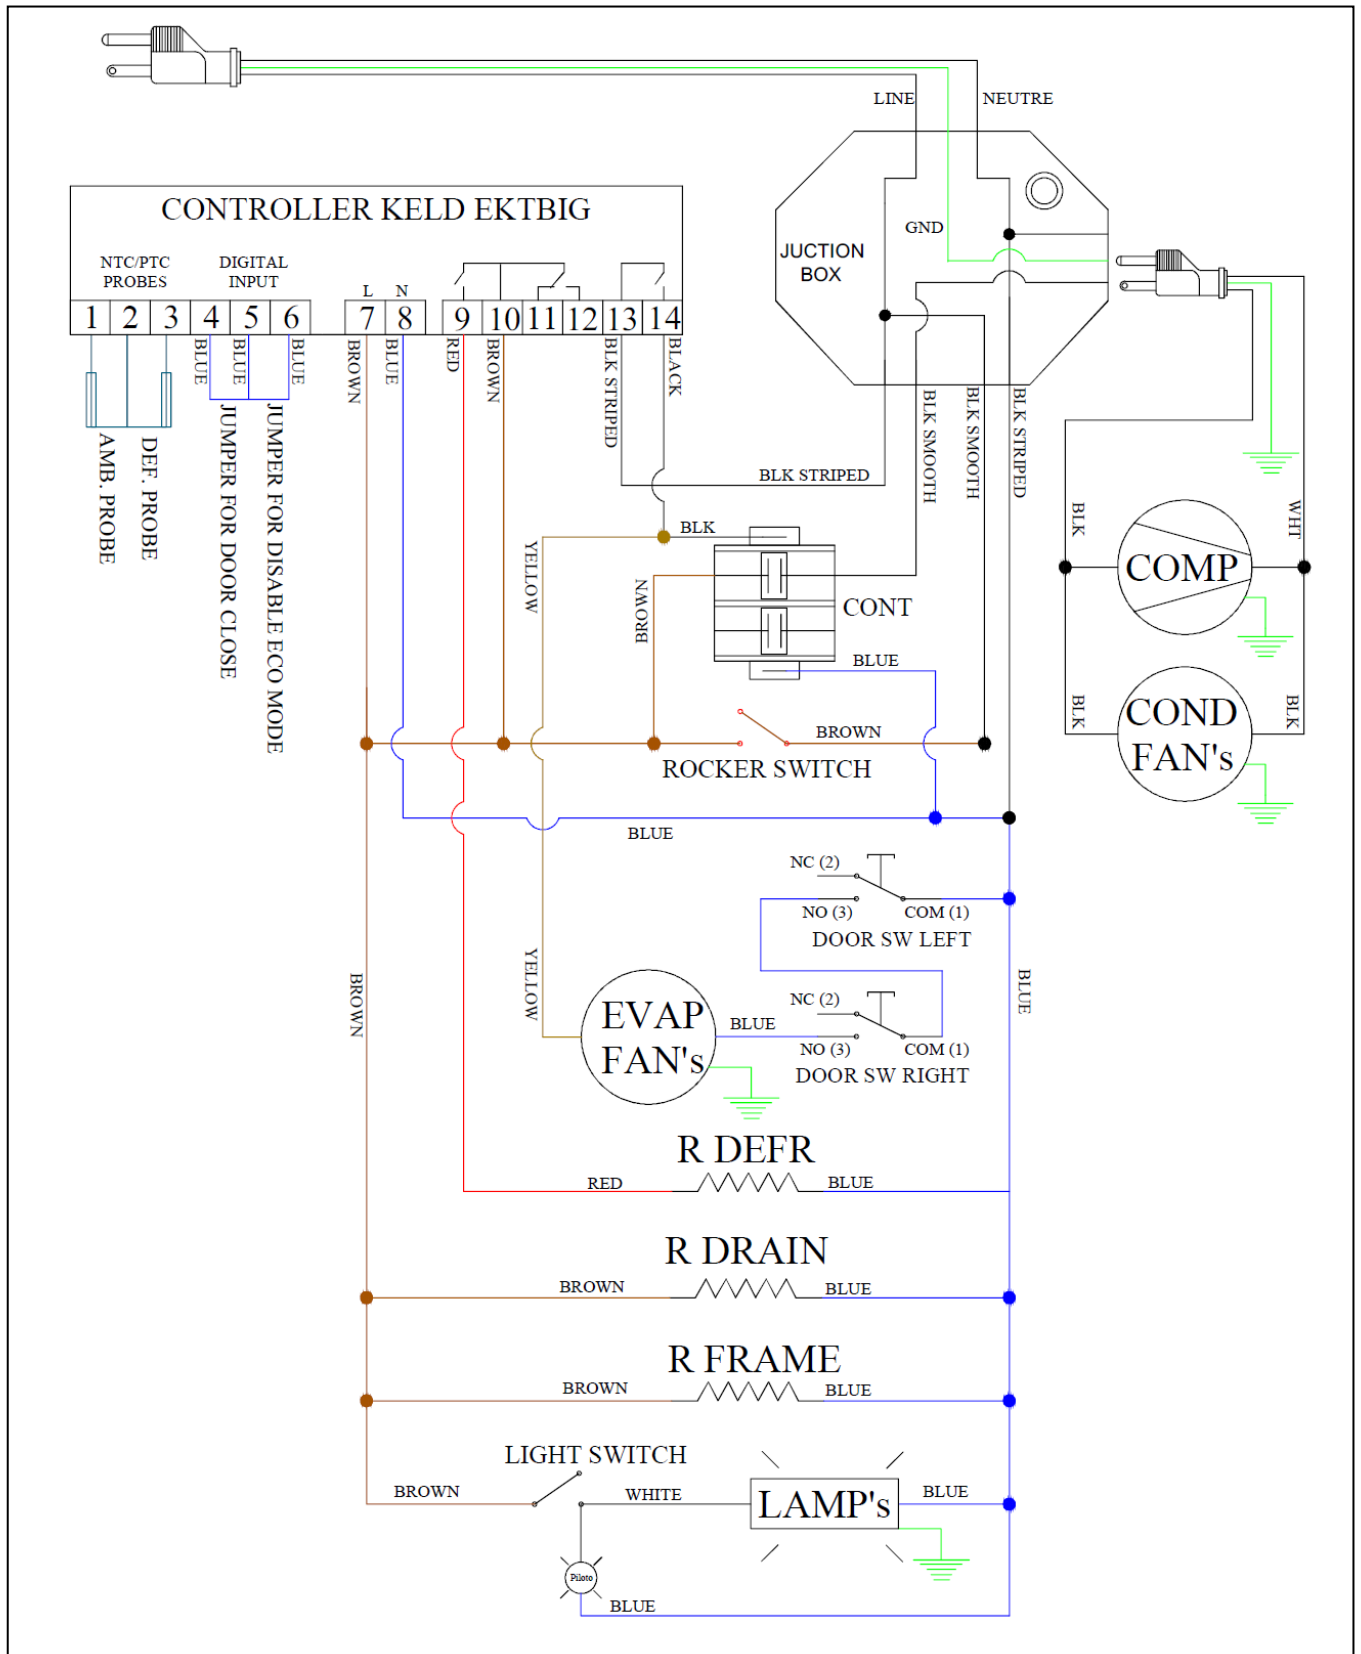 LINE
NEUTRE
CONTROLLER KELD EKTBIG
GND
JUCTION
BOX
NTC/PTC
PROBES
DIGITAL
INPUT
L
N
1
2
3
4
5
6
7
8
9
10
11
12
13
14
BLUE
BLUE
BLUE
BROWN
BLUE
RED
BROWN
BLK STRIPED
BLACK
AMB. PROBE
DEF. PROBE
JUMPER FOR DOOR CLOSE
JUMPER FOR DISABLE ECO MODE
BLK STRIPED
BLK SMOOTH
BLK SMOOTH
BLK STRIPED
BLK
YELLOW
BROWN
CONT
BLUE
BLK
WHT
COMP
BLK
BLK
COND
FAN's
BROWN
ROCKER SWITCH
BLUE
NC (2)
NO (3)
COM (1)
DOOR SW LEFT
BROWN
YELLOW
BLUE
EVAP
FAN's
BLUE
NC (2)
NO (3)
COM (1)
DOOR SW RIGHT
R DEFR
RED
BLUE
R DRAIN
BROWN
BLUE
R FRAME
BROWN
BLUE
LIGHT SWITCH
BROWN
WHITE
LAMP's
BLUE
Piloto
BLUE